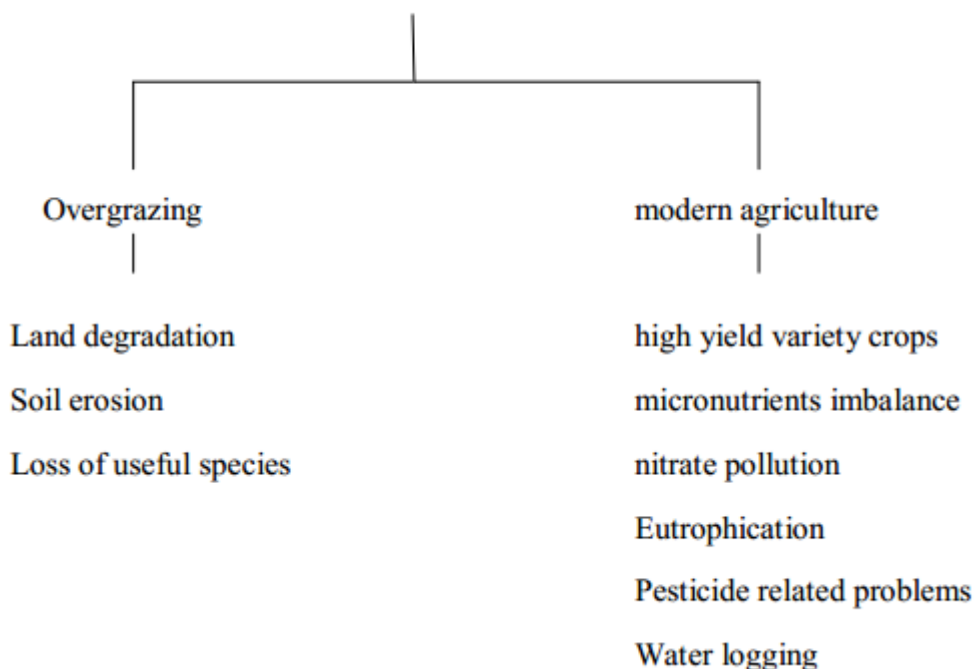 Overgrazing
modern agriculture
Land degradation
high yield variety crops
Soil erosion
micronutrients imbalance
Loss of useful species
nitrate pollution
Eutrophication
Pesticide related problems
Water logging